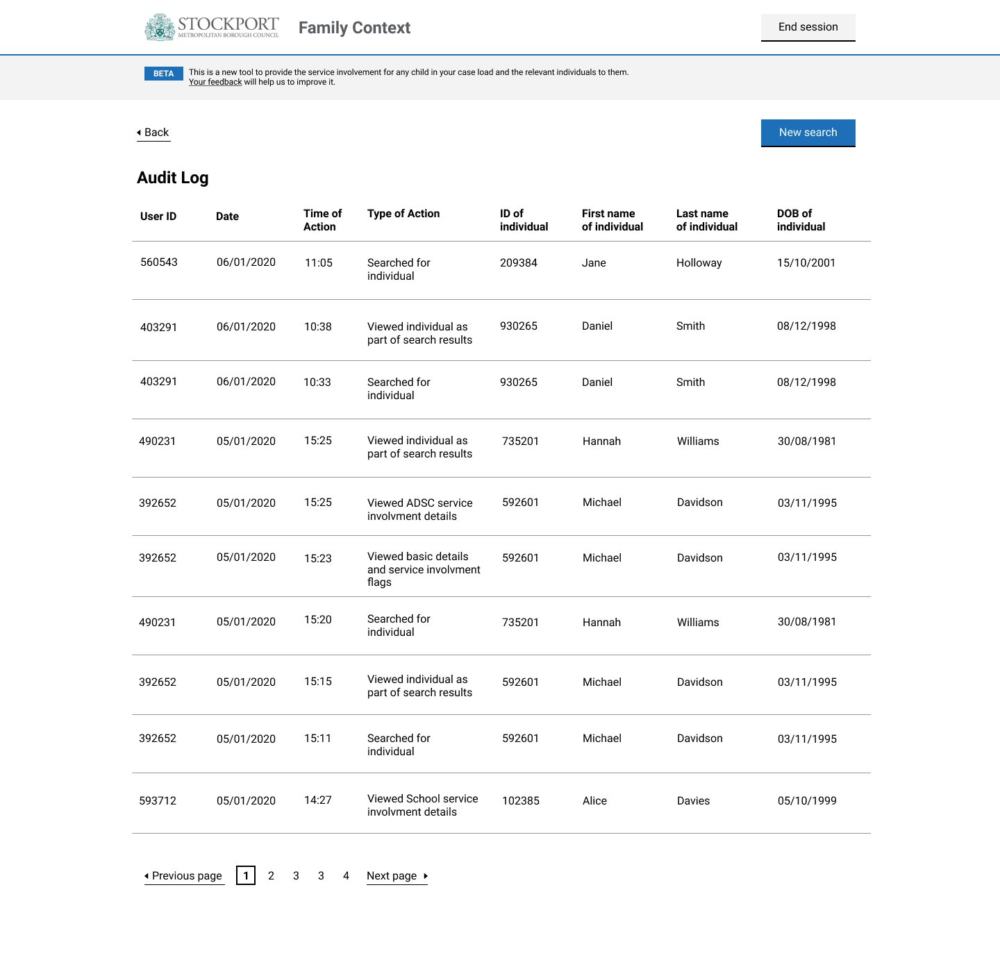 STOCKPORT
METROPOLITAN BOROUGH COUNCIL
Family Context
End session
BETA
This is a new tool to provide the service involvement for any child in your case load and the relevant individuals to them.
Your feedback will help us to improve it.
Back
New search
Audit Log
User ID Date Time of Action Type of Action ID of individual First name of individual Last name of individual DOB of individual
560543 06/01/2020 11:05 Searched for individual 209384 Jane Holloway 15/10/2001
403291 06/01/2020 10:38 Viewed individual as part of search results 930265 Daniel Smith 08/12/1998
403291 06/01/2020 10:33 Searched for individual 930265 Daniel Smith 08/12/1998
490231 05/01/2020 15:25 Viewed individual as part of search results 735201 Hannah Williams 30/08/1981
392652 05/01/2020 15:25 Viewed ADSC service involvment details 592601 Michael Davidson 03/11/1995
392652 05/01/2020 15:23 Viewed basic details and service involvment flags 592601 Michael Davidson 03/11/1995
490231 05/01/2020 15:20 Searched for individual 735201 Hannah Williams 30/08/1981
392652 05/01/2020 15:15 Viewed individual as part of search results 592601 Michael Davidson 03/11/1995
392652 05/01/2020 15:11 Searched for individual 592601 Michael Davidson 03/11/1995
593712 05/01/2020 14:27 Viewed School service involvment details 102385 Alice Davies 05/10/1999
Previous page 1 2 3 3 4 Next page